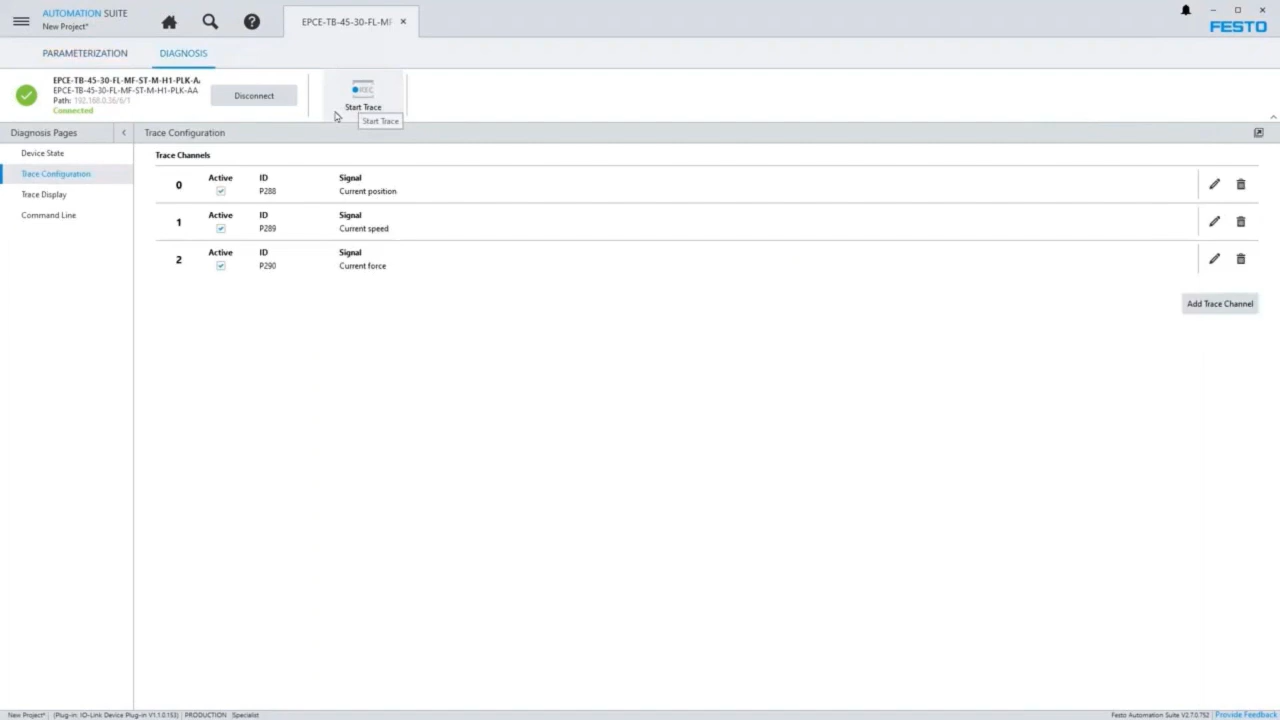 AUTOMATION SUITE
New Project*
EPCE-TB-45-30-FL-MF
FESTO
PARAMETERIZATION
DIAGNOSIS
EPCE-TB-45-30-FL-MF-ST-M-H1-PLK-A
EPCE-TB-45-30-FL-MF-ST-M-H1-PLK-AA
Path: 192.168.0.36/6/1
Connected
Disconnect
REC
Start Trace
Start Trace
Diagnosis Pages
Trace Configuration
Device State
Trace Configuration
Trace Display
Command Line
Trace Channels
0 Active ID P288 Signal Current position
1 Active ID P289 Signal Current speed
2 Active ID P290 Signal Current force
Add Trace Channel
New Project* (Plug-in: IO-Link Device Plug-in V1.1.0.153) PRODUCTION Specialist
Festo Automation Suite V2.7.0.752 Provide Feedback